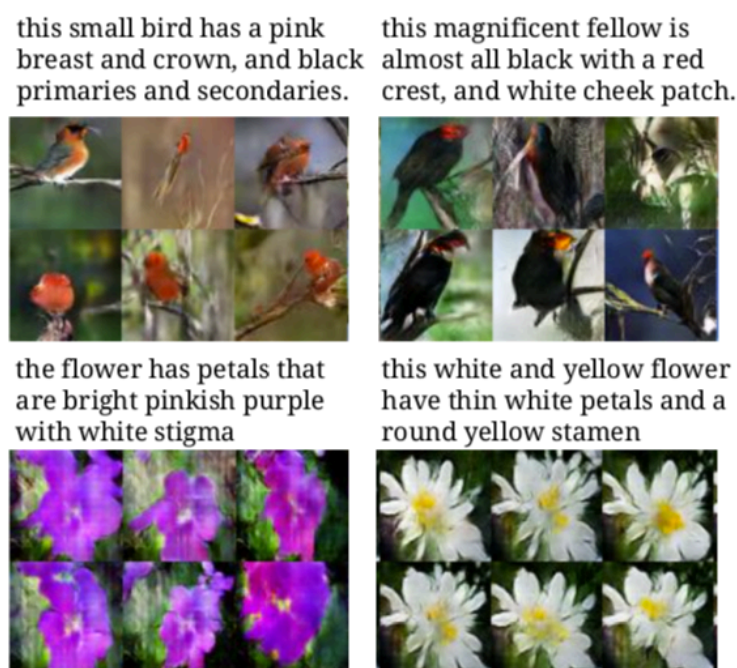 this small bird has a pink
breast and crown, and black
primaries and secondaries.
this magnificent fellow is
almost all black with a red
crest, and white cheek patch.
the flower has petals that
are bright pinkish purple
with white stigma
this white and yellow flower
have thin white petals and a
round yellow stamen